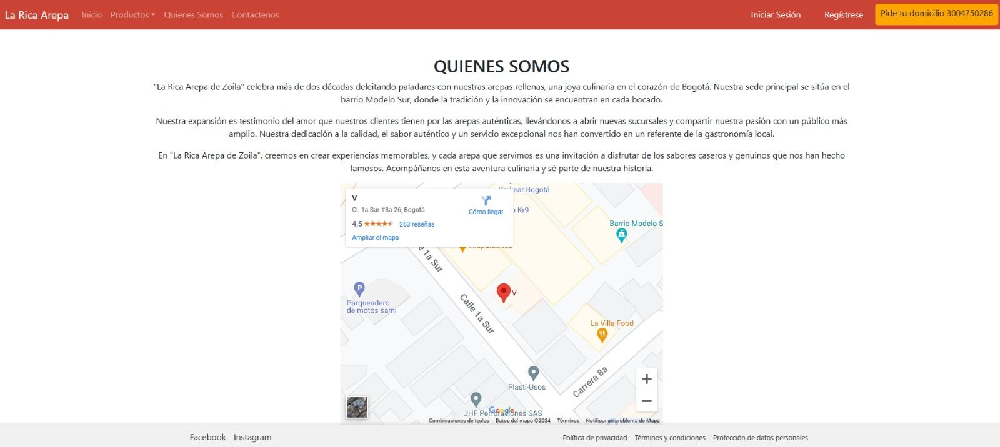 La Rica Arepa Inicio Productos Quienes Somos Contactenos Iniciar Sesión Regístrese Pide tu domicilio 3004750286
QUIENES SOMOS
"La Rica Arepa de Zoila" celebra más de dos décadas deleitando paladares con nuestras arepas rellenas, una joya culinaria en el corazón de Bogotá. Nuestra sede principal se sitúa en el
barrio Modelo Sur, donde la tradición y la innovación se encuentran en cada bocado.
Nuestra expansión es testimonio del amor que nuestros clientes tienen por las arepas auténticas, llevándonos a abrir nuevas sucursales y compartir nuestra pasión con un público más
amplio. Nuestra dedicación a la calidad, el sabor auténtico y un servicio excepcional nos han convertido en un referente de la gastronomía local.
En "La Rica Arepa de Zoila", creemos en crear experiencias memorables, y cada arepa que servimos es una invitación a disfrutar de los sabores caseros y genuinos que nos han hecho
famosos. Acompáñanos en esta aventura culinaria y sé parte de nuestra historia.
ear Bogotá
V
Cl. 1a Sur #8a-26, Bogotá
Cómo llegar
4,5 263 reseñas
Ampliar el mapa
Kr9
Barrio Modelo S
e 1a Sur
P
Parqueadero
de motos sami
V
Calle 1a Sur
La Villa Food
Carrera 8a
Plasti-Usos
JHF Perforaciones SAS
Google
Combinaciones de teclas Datos del mapa ©2024 Términos Notificar un problema de Maps
Facebook Instagram Política de privacidad Términos y condiciones Protección de datos personales